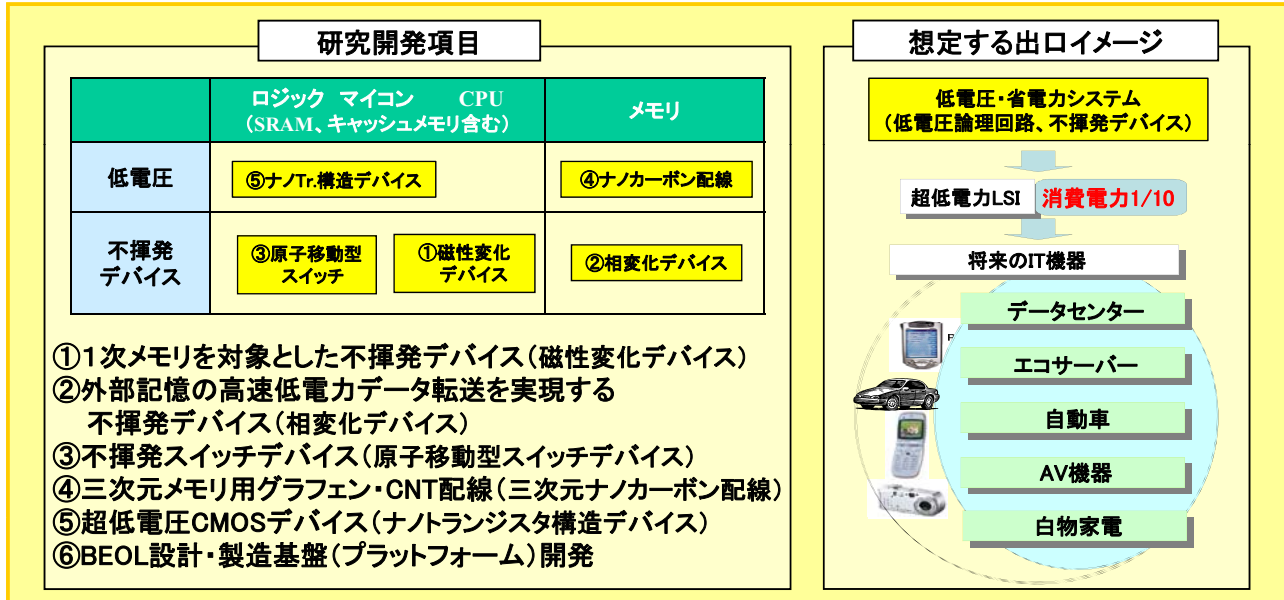 研究開発項目
ロジック マイコン CPU
(SRAM、キャッシュメモリ含む)
メモリ
低電圧
⑤ナノTr.構造デバイス
④ナノカーボン配線
不揮発
デバイス
③原子移動型
スイッチ
①磁性変化
デバイス
②相変化デバイス
①1次メモリを対象とした不揮発デバイス(磁性変化デバイス)
②外部記憶の高速低電力データ転送を実現する
不揮発デバイス(相変化デバイス)
③不揮発スイッチデバイス(原子移動型スイッチデバイス)
④三次元メモリ用グラフェン・CNT配線(三次元ナノカーボン配線)
⑤超低電圧CMOSデバイス(ナノトランジスタ構造デバイス)
⑥BEOL設計・製造基盤(プラットフォーム)開発
想定する出口イメージ
低電圧・省電力システム
(低電圧論理回路、不揮発デバイス)
超低電力LSI
消費電力1/10
将来のIT機器
データセンター
エコサーバー
自動車
AV機器
白物家電